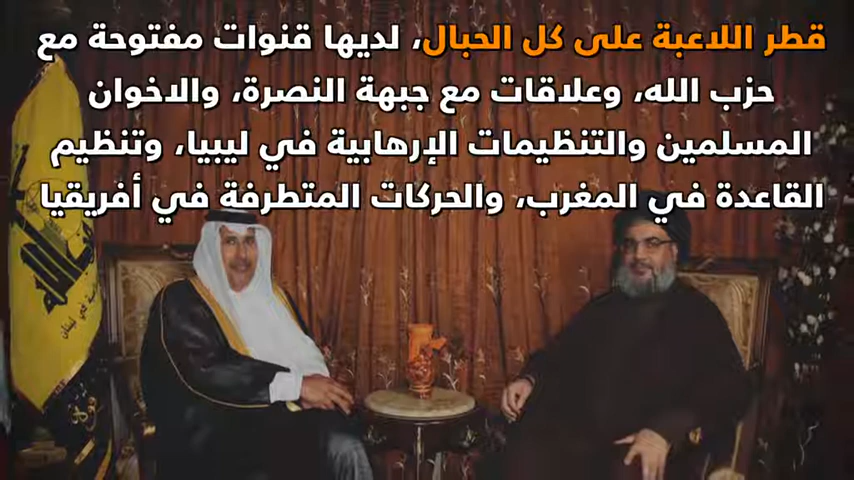 قطر اللاعبة على كل الحبال، لديها قنوات مفتوحة مع
حزب الله، وعلاقات مع جبهة النصرة، والاخوان
المسلمين والتنظيمات الإرهابية في ليبيا، وتنظيم
القاعدة في المغرب، والحركات المتطرفة في أفريقيا